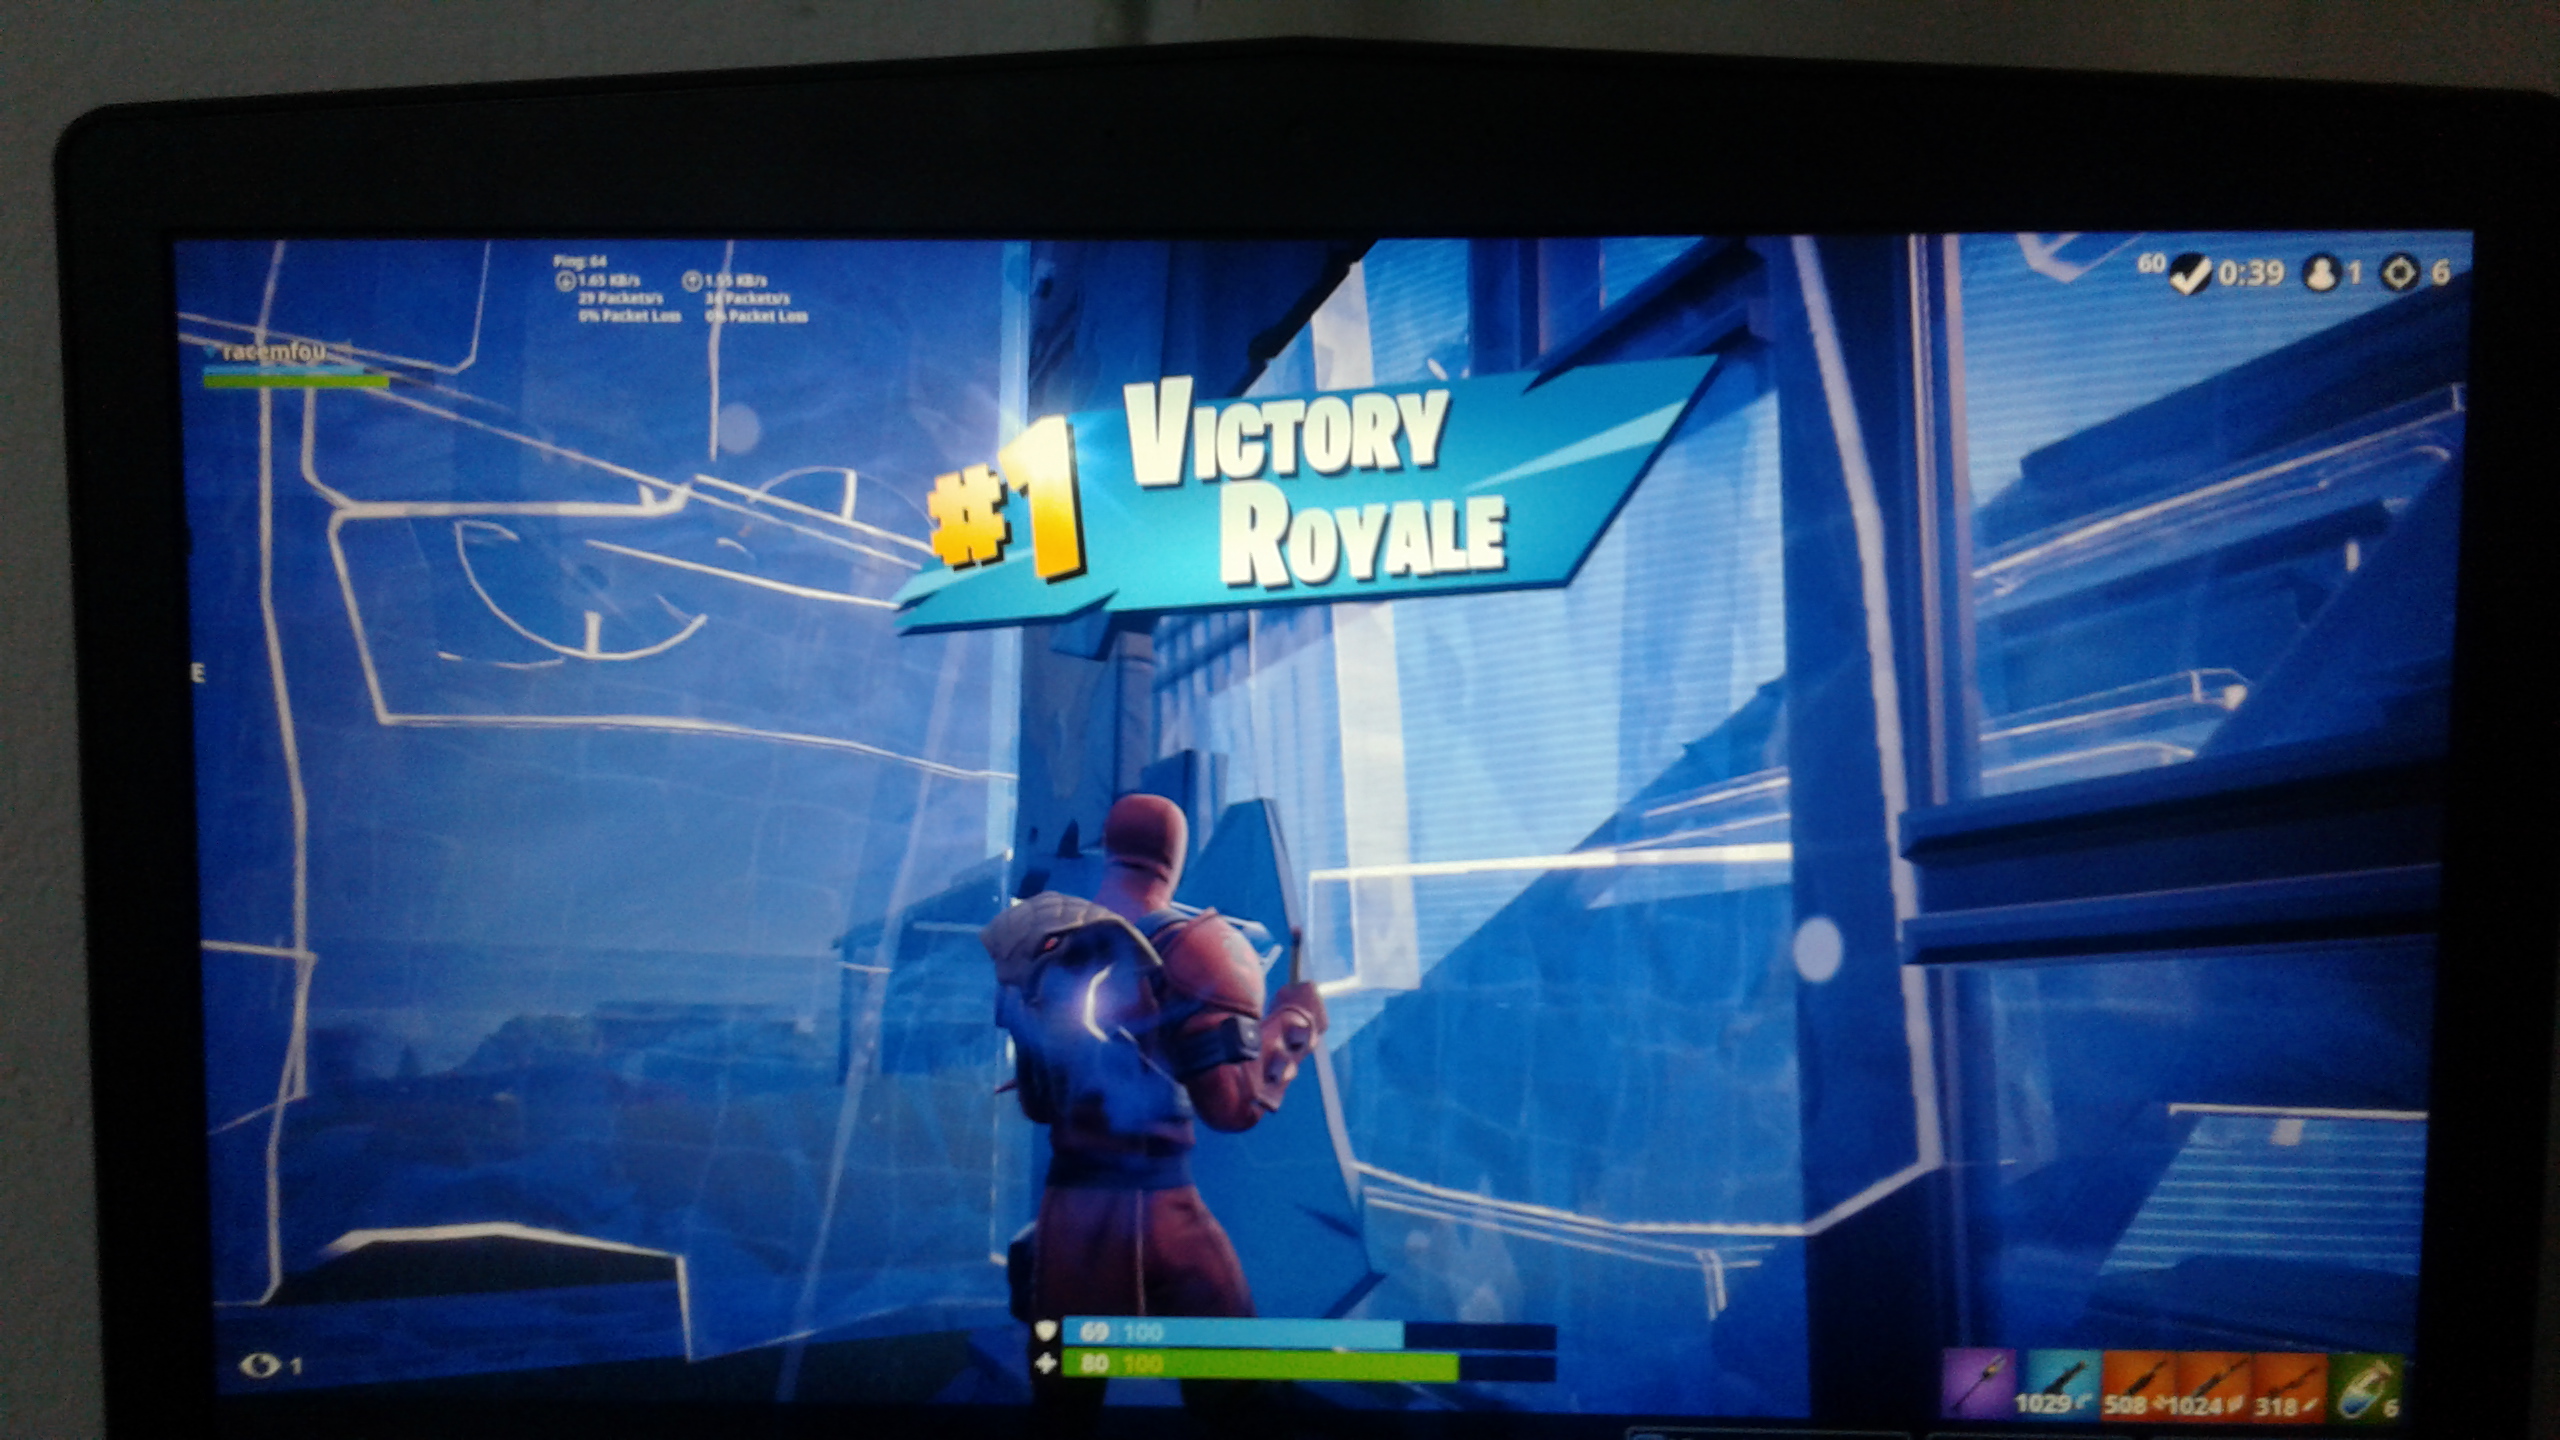 Ping: 64
1.65 KB/s 1.55 KB/s
29 Packets/s 34 Packets/s
0% Packet Loss 0% Packet Loss
60 0:39 1 6
racemfou
#1 VICTORY
ROYALE
E
69 100
80 100
1
1029 508 1024 318 6